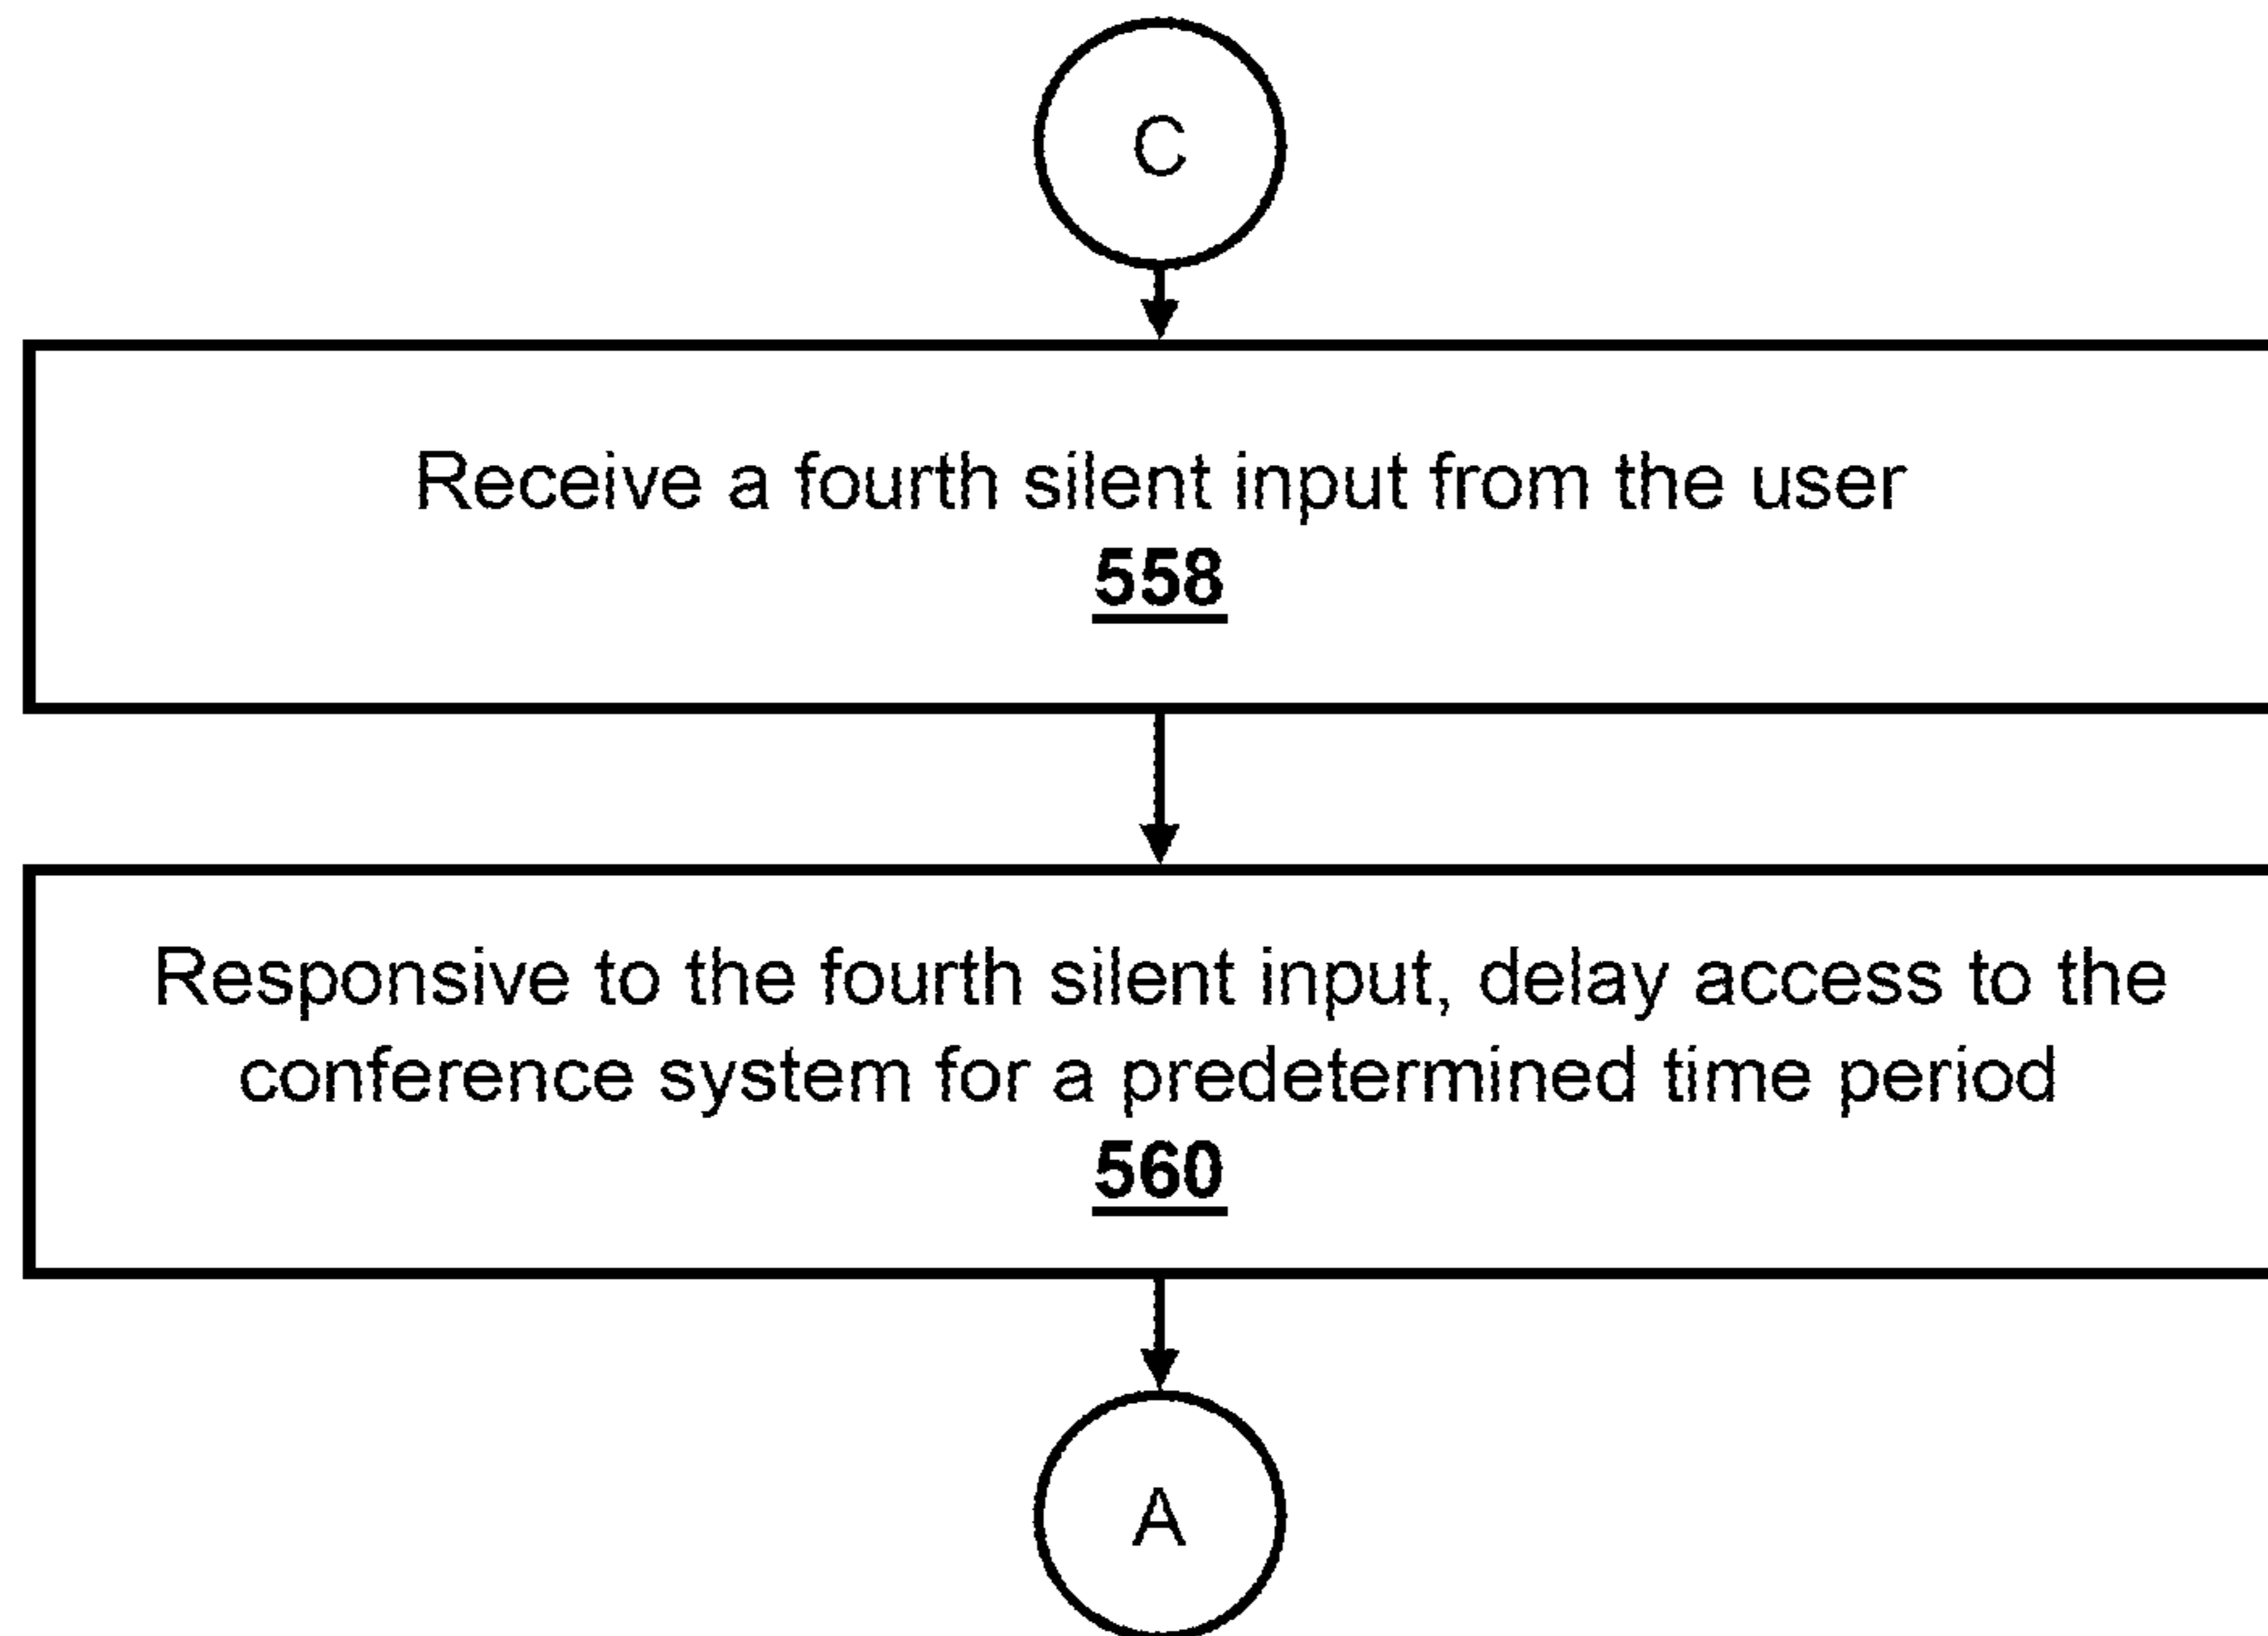 C
Receive a fourth silent input from the user
558
Responsive to the fourth silent input, delay access to the
conference system for a predetermined time period
560
A